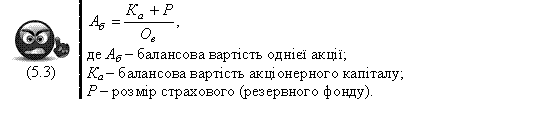 А_б = (К_а + Р) / О_в,
де А_б – балансова вартість однієї акції;
(5.3)
К_а – балансова вартість акціонерного капіталу;
Р – розмір страхового (резервного фонду).